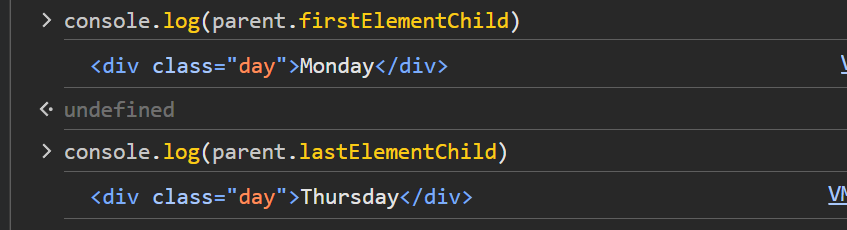 > console.log(parent.firstElementChild)
<div class="day">Monday</div>
undefined
> console.log(parent.lastElementChild)
<div class="day">Thursday</div>
VM